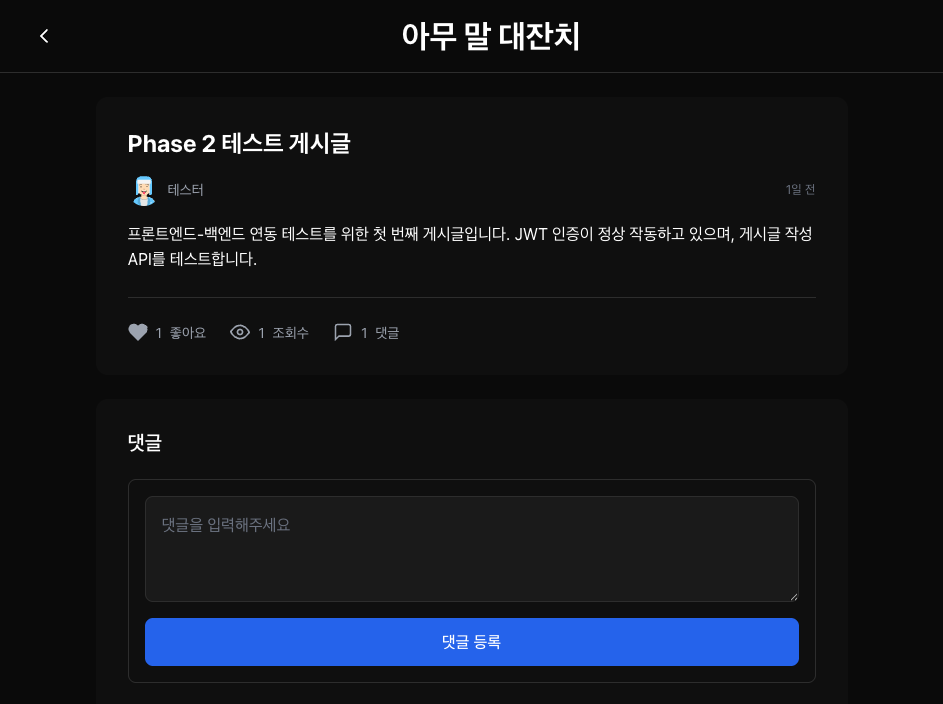 아무 말 대잔치
Phase 2 테스트 게시글
테스터
1일 전
프론트엔드-백엔드 연동 테스트를 위한 첫 번째 게시글입니다. JWT 인증이 정상 작동하고 있으며, 게시글 작성
API를 테스트합니다.
1 좋아요 1 조회수 1 댓글
댓글
댓글을 입력해주세요
댓글 등록